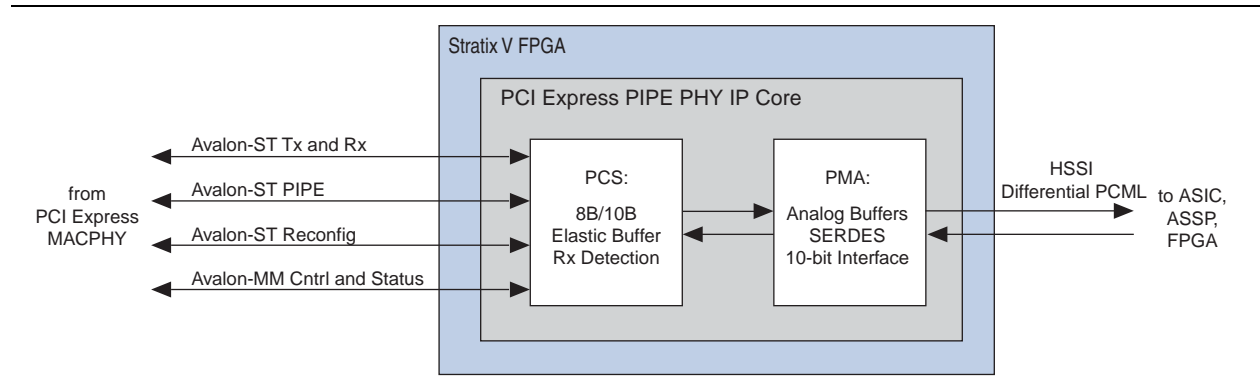 Stratix V FPGA
PCI Express PIPE PHY IP Core
Avalon-ST Tx and Rx
Avalon-ST PIPE
Avalon-ST Reconfig
Avalon-MM Cntrl and Status
from
PCI Express
MACPHY
PCS:
8B/10B
Elastic Buffer
Rx Detection
PMA:
Analog Buffers
SERDES
10-bit Interface
HSSI
Differential PCML
to ASIC,
ASSP,
FPGA